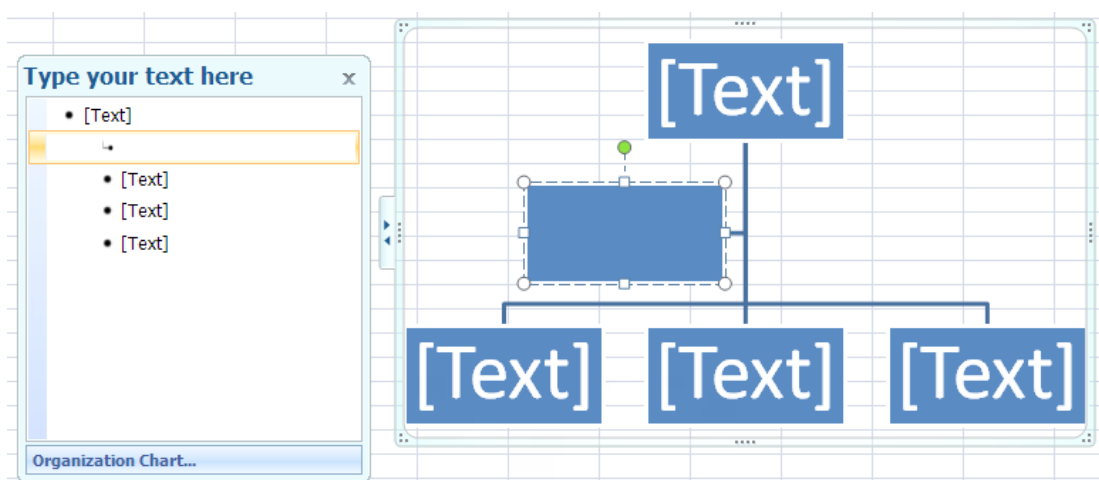 Type your text here x
[Text]
[Text]
[Text]
[Text]
Organization Chart...
[Text]
[Text] [Text] [Text]